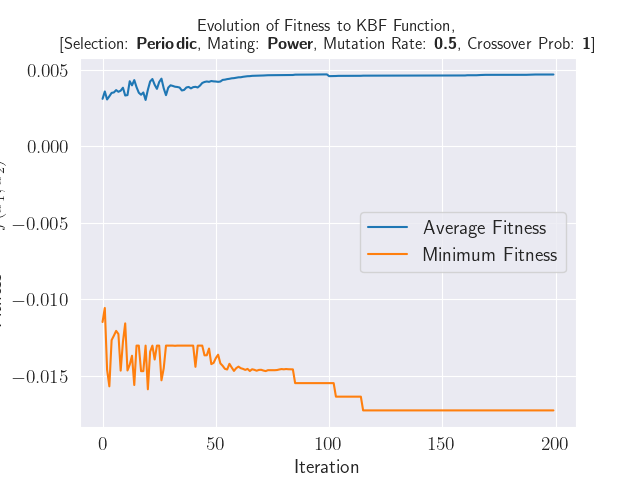 Evolution of Fitness to KBF Function,
[Selection: Periodic, Mating: Power, Mutation Rate: 0.5, Crossover Prob: 1]
0.005
0.000
−0.005
−0.010
−0.015
Average Fitness
Minimum Fitness
0
50
100
150
200
Iteration